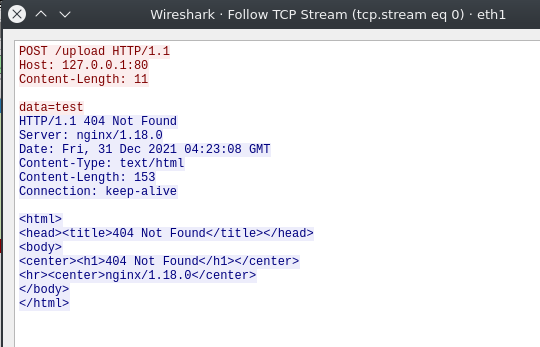 Wireshark · Follow TCP Stream (tcp.stream eq 0) · eth1
POST /upload HTTP/1.1
Host: 127.0.0.1:80
Content-Length: 11

data=test
HTTP/1.1 404 Not Found
Server: nginx/1.18.0
Date: Fri, 31 Dec 2021 04:23:08 GMT
Content-Type: text/html
Content-Length: 153
Connection: keep-alive

<html>
<head><title>404 Not Found</title></head>
<body>
<center><h1>404 Not Found</h1></center>
<hr><center>nginx/1.18.0</center>
</body>
</html>